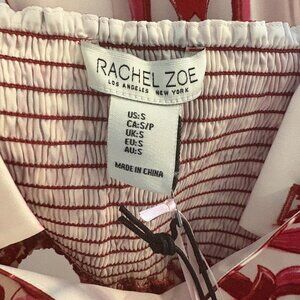 RACHEL ZOE
LOS ANGELES NEW YORK
US:S
CA:S/P
UK:S
EU:S
AU:S
MADE IN CHINA